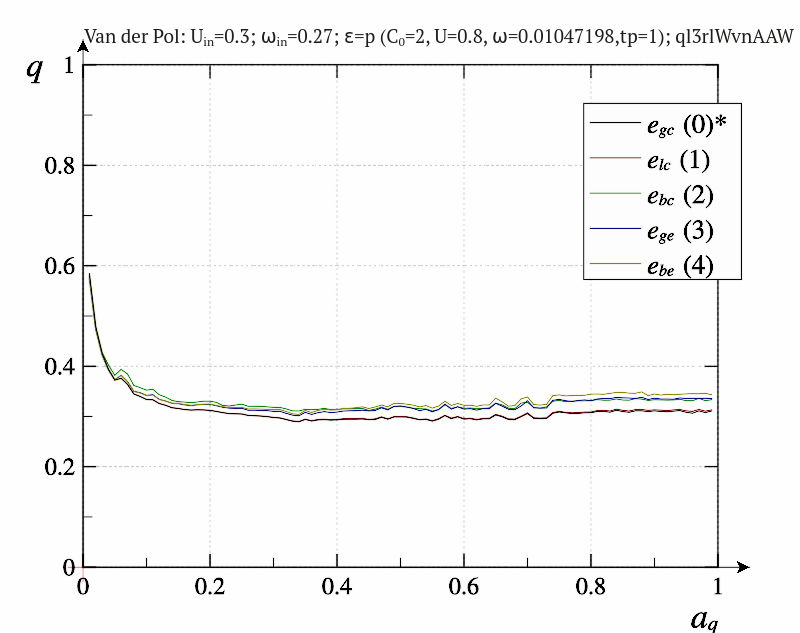 Van der Pol: Uin=0.3; ωin=0.27; ε=p (C0=2, U=0.8, ω=0.01047198,tp=1); ql3rlWvnAAW
q
1
0.8
0.6
0.4
0.2
0
egc (0)*
elc (1)
ebc (2)
ege (3)
ebe (4)
0 0.2 0.4 0.6 0.8 1
aq